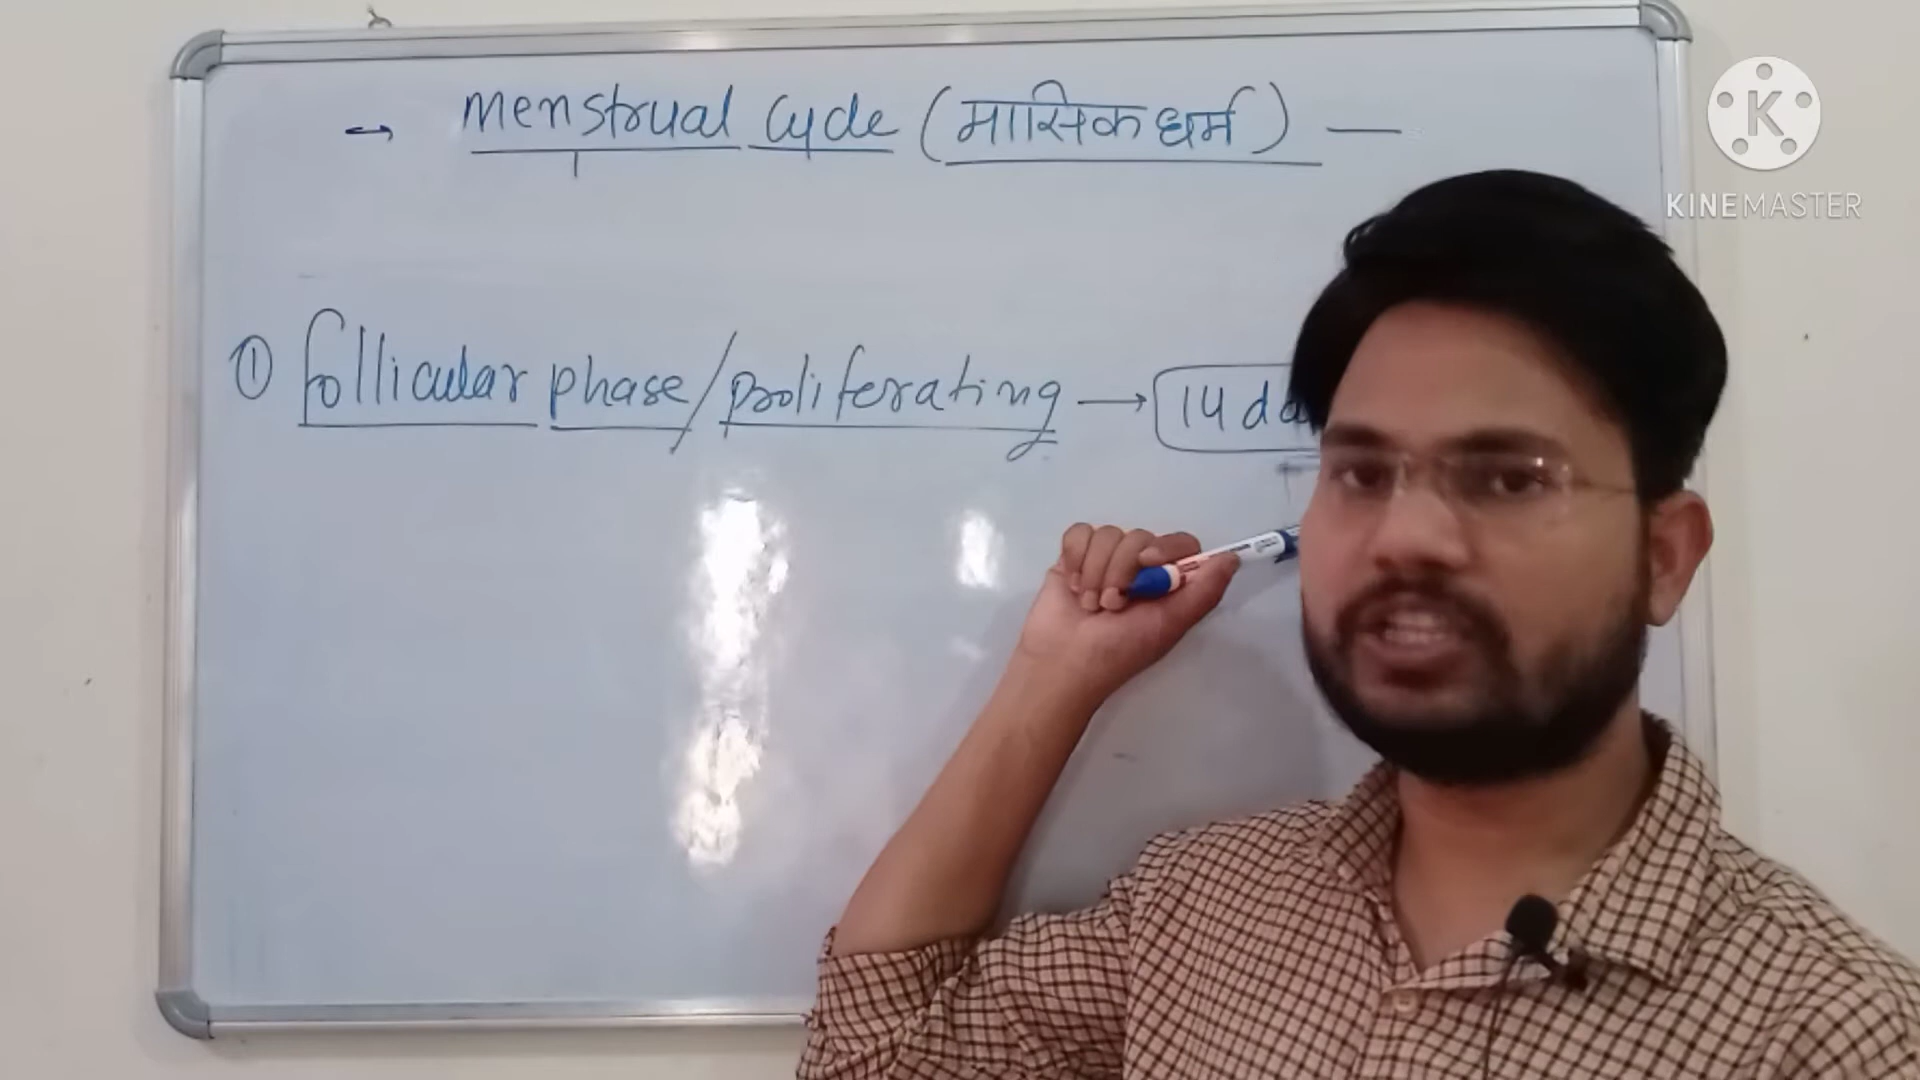 → Menstrual Cycle (मासिक धर्म) —
K
KINEMASTER
① follicular phase/proliferating → 14 da